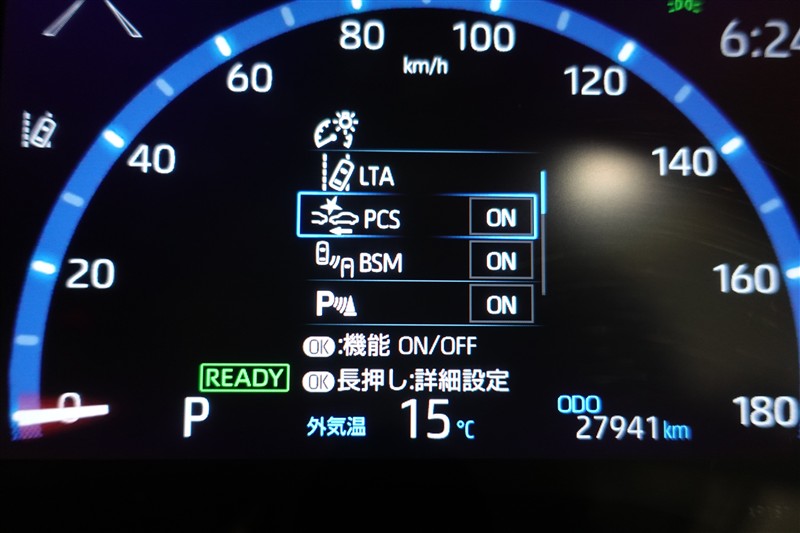 80 100
60 km/h 120
6:24
40 140
LTA
PCS ON
20 BSM ON 160
P ON
OK:機能 ON/OFF
READY OK長押し:詳細設定
0 P 外気温 15℃ ODO 180
27941km